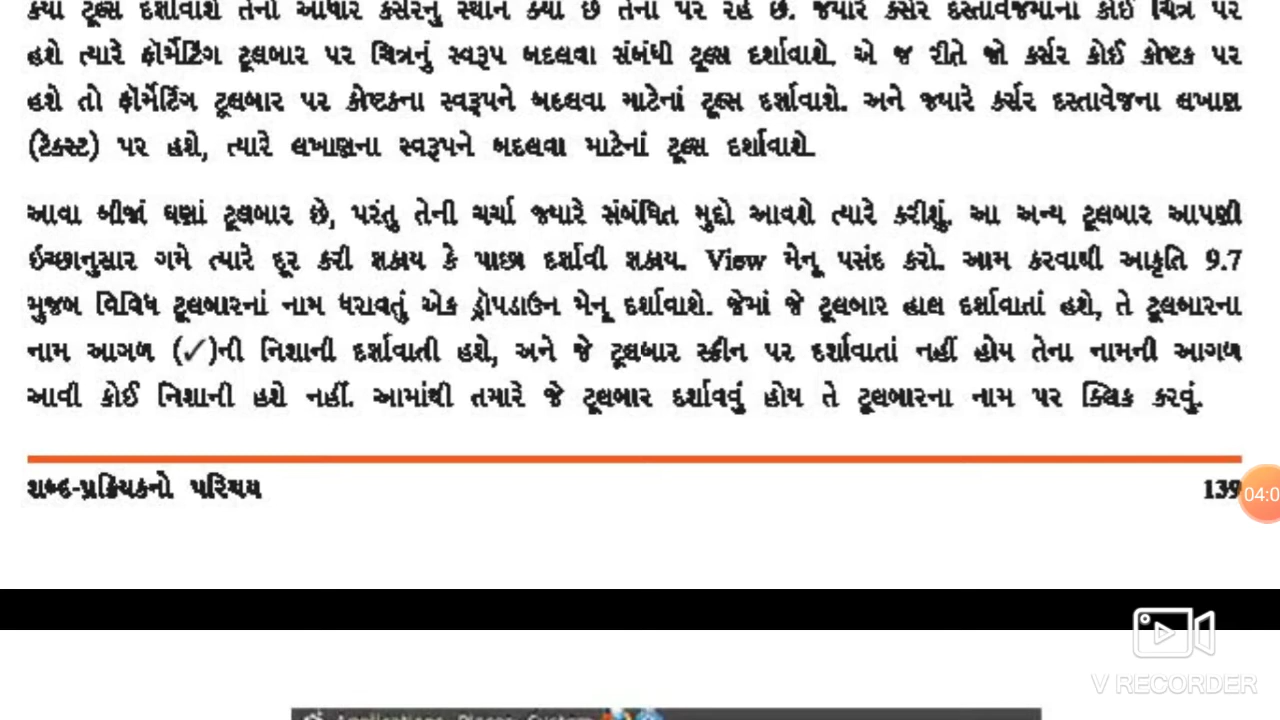 ક્યાં ટૂલ્સ દર્શાવાશે તેનો આધાર કર્સરનું સ્થાન ક્યાં છે તેના પર રહે છે. જ્યારે કર્સર દસ્તાવેજમાંના કોઈ ચિત્ર પર
હશે ત્યારે ફૉર્મેટિંગ ટૂલબાર પર ચિત્રનું સ્વરૂપ બદલવા સંબંધી ટૂલ્સ દર્શાવાશે. એ જ રીતે જો કર્સર કોઈ કોષ્ટક પર
હશે તો ફૉર્મેટિંગ ટૂલબાર પર કોષ્ટકના સ્વરૂપને બદલવા માટેનાં ટૂલ્સ દર્શાવાશે. અને જ્યારે કર્સર દસ્તાવેજના લખાણ
(ટેક્સ્ટ) પર હશે, ત્યારે લખાણના સ્વરૂપને બદલવા માટેનાં ટૂલ્સ દર્શાવાશે.
આવા બીજાં ઘણાં ટૂલબાર છે, પરંતુ તેની ચર્ચા જ્યારે સંબંધિત મુદ્દો આવશે ત્યારે કરીશું. આ અન્ય ટૂલબાર આપણી
ઇચ્છાનુસાર ગમે ત્યારે દૂર કરી શકાય કે પાછા દર્શાવી શકાય. View મેનૂ પસંદ કરો. આમ કરવાથી આકૃતિ 9.7
મુજબ વિવિધ ટૂલબારનાં નામ ધરાવતું એક ડ્રૉપડાઉન મેનૂ દર્શાવાશે. જેમાં જે ટૂલબાર હાલ દર્શાવાતાં હશે, તે ટૂલબારના
નામ આગળ (✓)ની નિશાની દર્શાવાતી હશે, અને જે ટૂલબાર સ્ક્રીન પર દર્શાવાતાં નહીં હોય તેના નામની આગળ
આવી કોઈ નિશાની હશે નહીં. આમાંથી તમારે જે ટૂલબાર દર્શાવવું હોય તે ટૂલબારના નામ પર ક્લિક કરવું.
શબ્દ-પ્રક્રિયકનો પરિચય 139
04:0
V RECORDER
Applications Places System